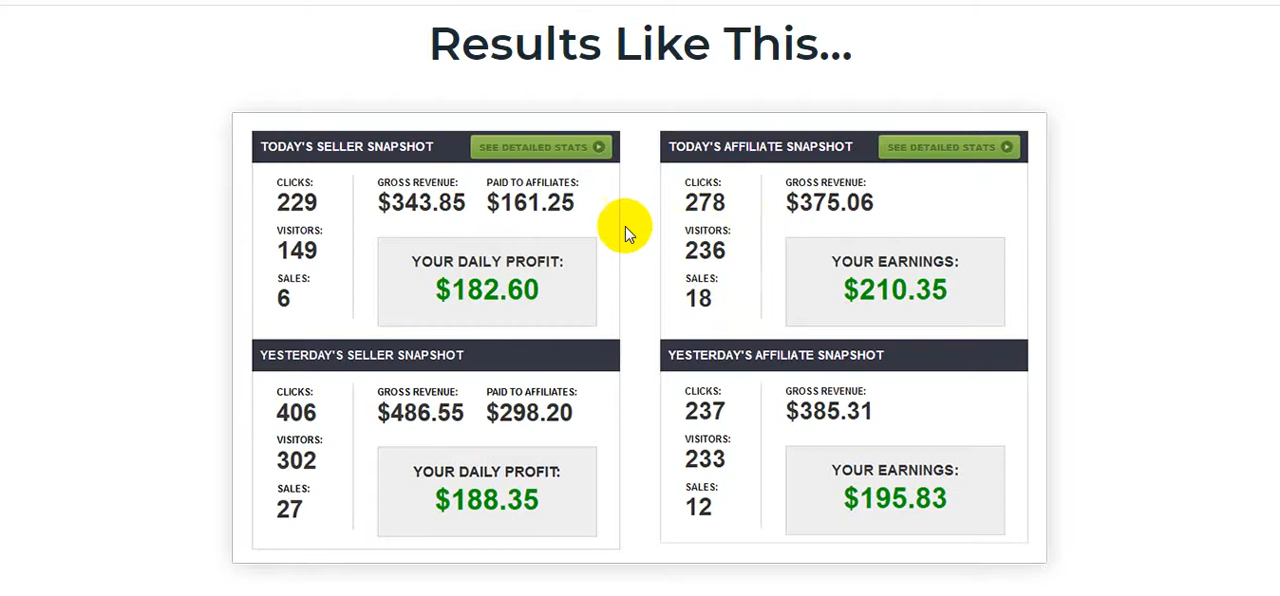 Results Like This...
TODAY'S SELLER SNAPSHOT
SEE DETAILED STATS
CLICKS:
229
VISITORS:
149
SALES:
6
GROSS REVENUE: PAID TO AFFILIATES:
$343.85 $161.25
YOUR DAILY PROFIT:
$182.60
YESTERDAY'S SELLER SNAPSHOT
CLICKS:
406
VISITORS:
302
SALES:
27
GROSS REVENUE: PAID TO AFFILIATES:
$486.55 $298.20
YOUR DAILY PROFIT:
$188.35
TODAY'S AFFILIATE SNAPSHOT
SEE DETAILED STATS
CLICKS:
278
VISITORS:
236
SALES:
18
GROSS REVENUE:
$375.06
YOUR EARNINGS:
$210.35
YESTERDAY'S AFFILIATE SNAPSHOT
CLICKS:
237
VISITORS:
233
SALES:
12
GROSS REVENUE:
$385.31
YOUR EARNINGS:
$195.83